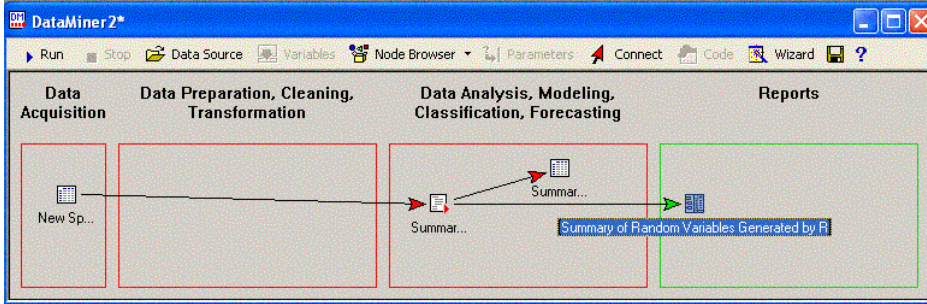 DM DataMiner2*
Run Stop Data Source Variables Node Browser Parameters Connect Code Wizard ?
Data Acquisition
Data Preparation, Cleaning, Transformation
Data Analysis, Modeling, Classification, Forecasting
Reports
New Sp...
Summar...
Summar...
Summary of Random Variables Generated by R